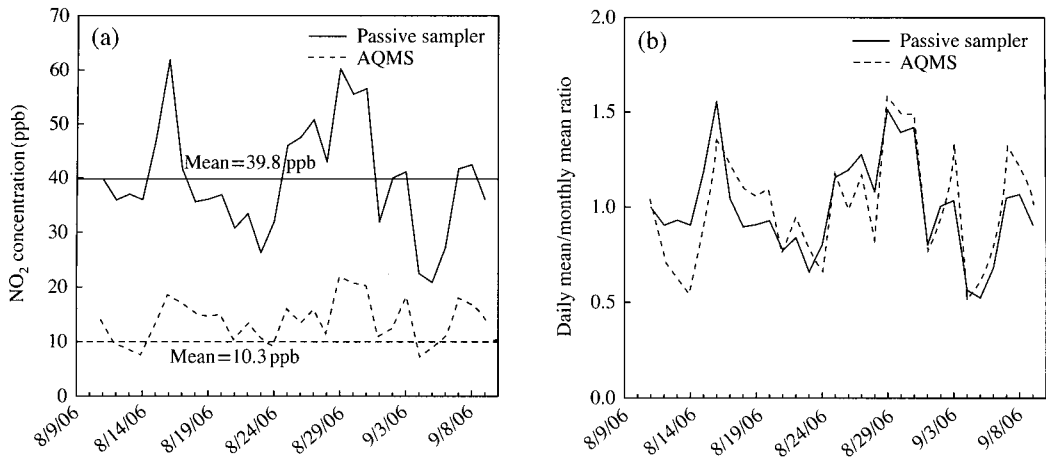 (a)
Passive sampler
AQMS
NO₂ concentration (ppb)
70
60
50
40
30
20
10
0
Mean=39.8 ppb
Mean=10.3 ppb
8/9/06
8/14/06
8/19/06
8/24/06
8/29/06
9/3/06
9/8/06
(b)
Passive sampler
AQMS
Daily mean/monthly mean ratio
2.0
1.5
1.0
0.5
0.0
8/9/06
8/14/06
8/19/06
8/24/06
8/29/06
9/3/06
9/8/06